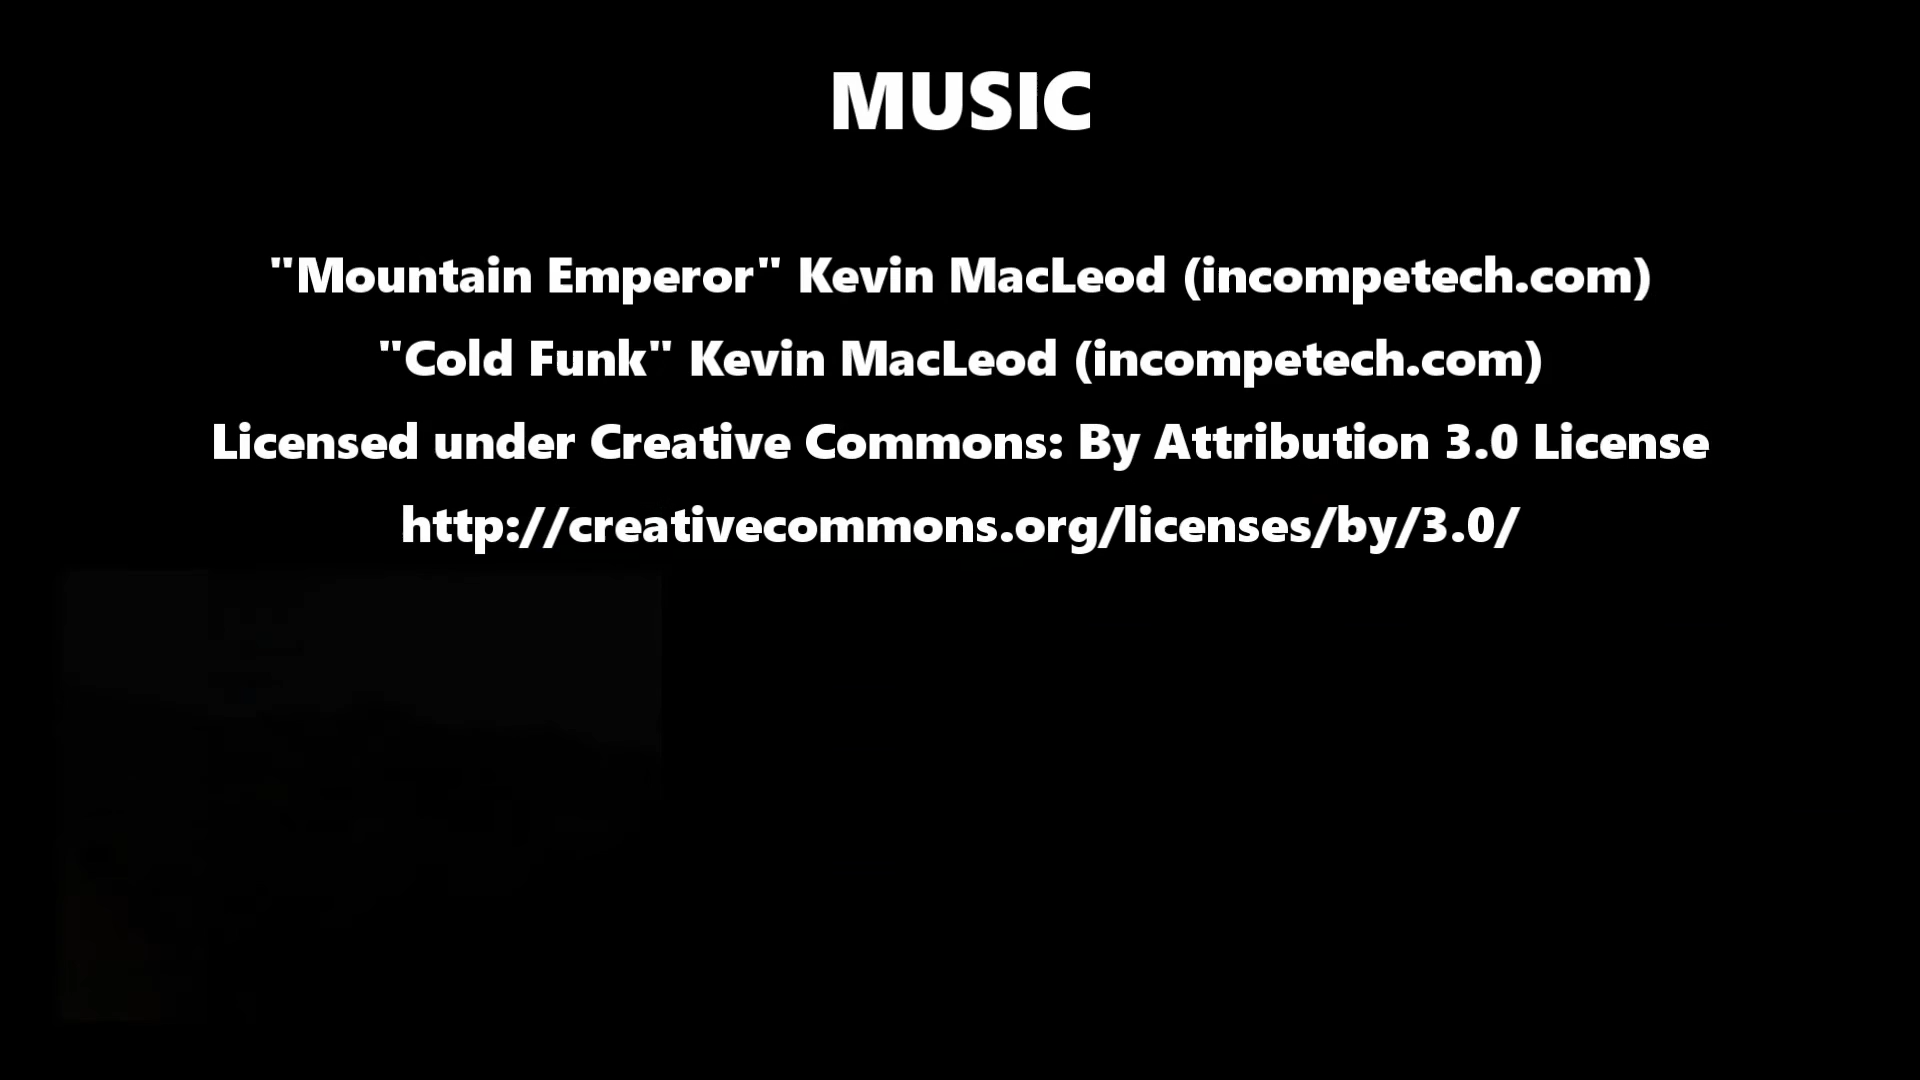 MUSIC
"Mountain Emperor" Kevin MacLeod (incompetech.com)
"Cold Funk" Kevin MacLeod (incompetech.com)
Licensed under Creative Commons: By Attribution 3.0 License
http://creativecommons.org/licenses/by/3.0/